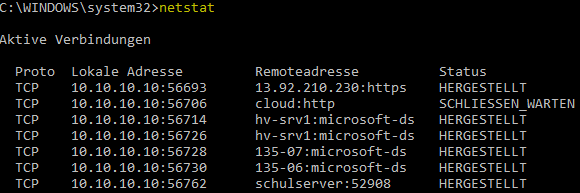 C:\WINDOWS\system32>netstat
Aktive Verbindungen
Proto Lokale Adresse Remoteadresse Status
TCP 10.10.10.10:56693 13.92.210.230:https HERGESTELLT
TCP 10.10.10.10:56706 cloud:http SCHLIESSEN_WARTEN
TCP 10.10.10.10:56714 hv-srv1:microsoft-ds HERGESTELLT
TCP 10.10.10.10:56726 hv-srv1:microsoft-ds HERGESTELLT
TCP 10.10.10.10:56728 135-07:microsoft-ds HERGESTELLT
TCP 10.10.10.10:56730 135-06:microsoft-ds HERGESTELLT
TCP 10.10.10.10:56762 schulserver:52908 HERGESTELLT